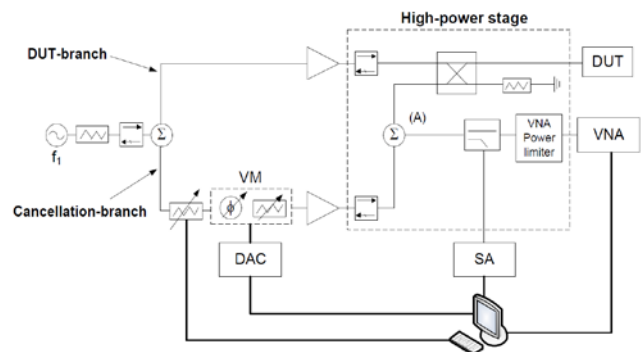 High-power stage
DUT-branch
DUT
Σ
(A)
Σ
f₁
VNA
Power
limiter
VNA
VM
Cancellation-branch
ϕ
DAC
SA